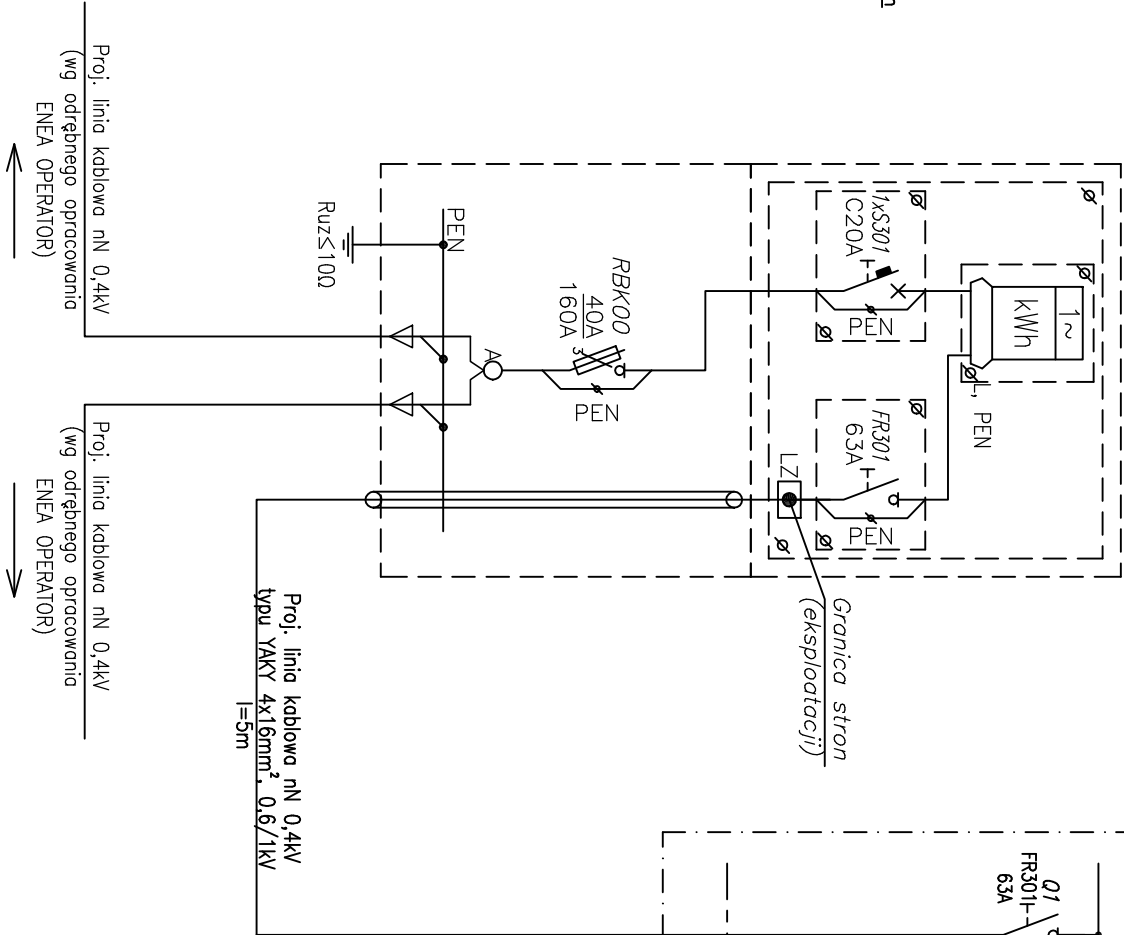 n
Proj. linia kablowa nN 0,4kV
(wg odrębnego opracowania
ENEA OPERATOR)
Proj. linia kablowa nN 0,4kV
(wg odrębnego opracowania
ENEA OPERATOR)
Ruz≤10Ω
PEN
A
RBK00
40A
160A
3
PEN
1xS301
C20A
PEN
1~
kWh
L, PEN
FR301
63A
PEN
LZ
Granica stron
(eksploatacji)
Proj. linia kablowa nN 0,4kV
typu YAKY 4x16mm², 0,6/1kV
l=5m
Q1
FR301
63A